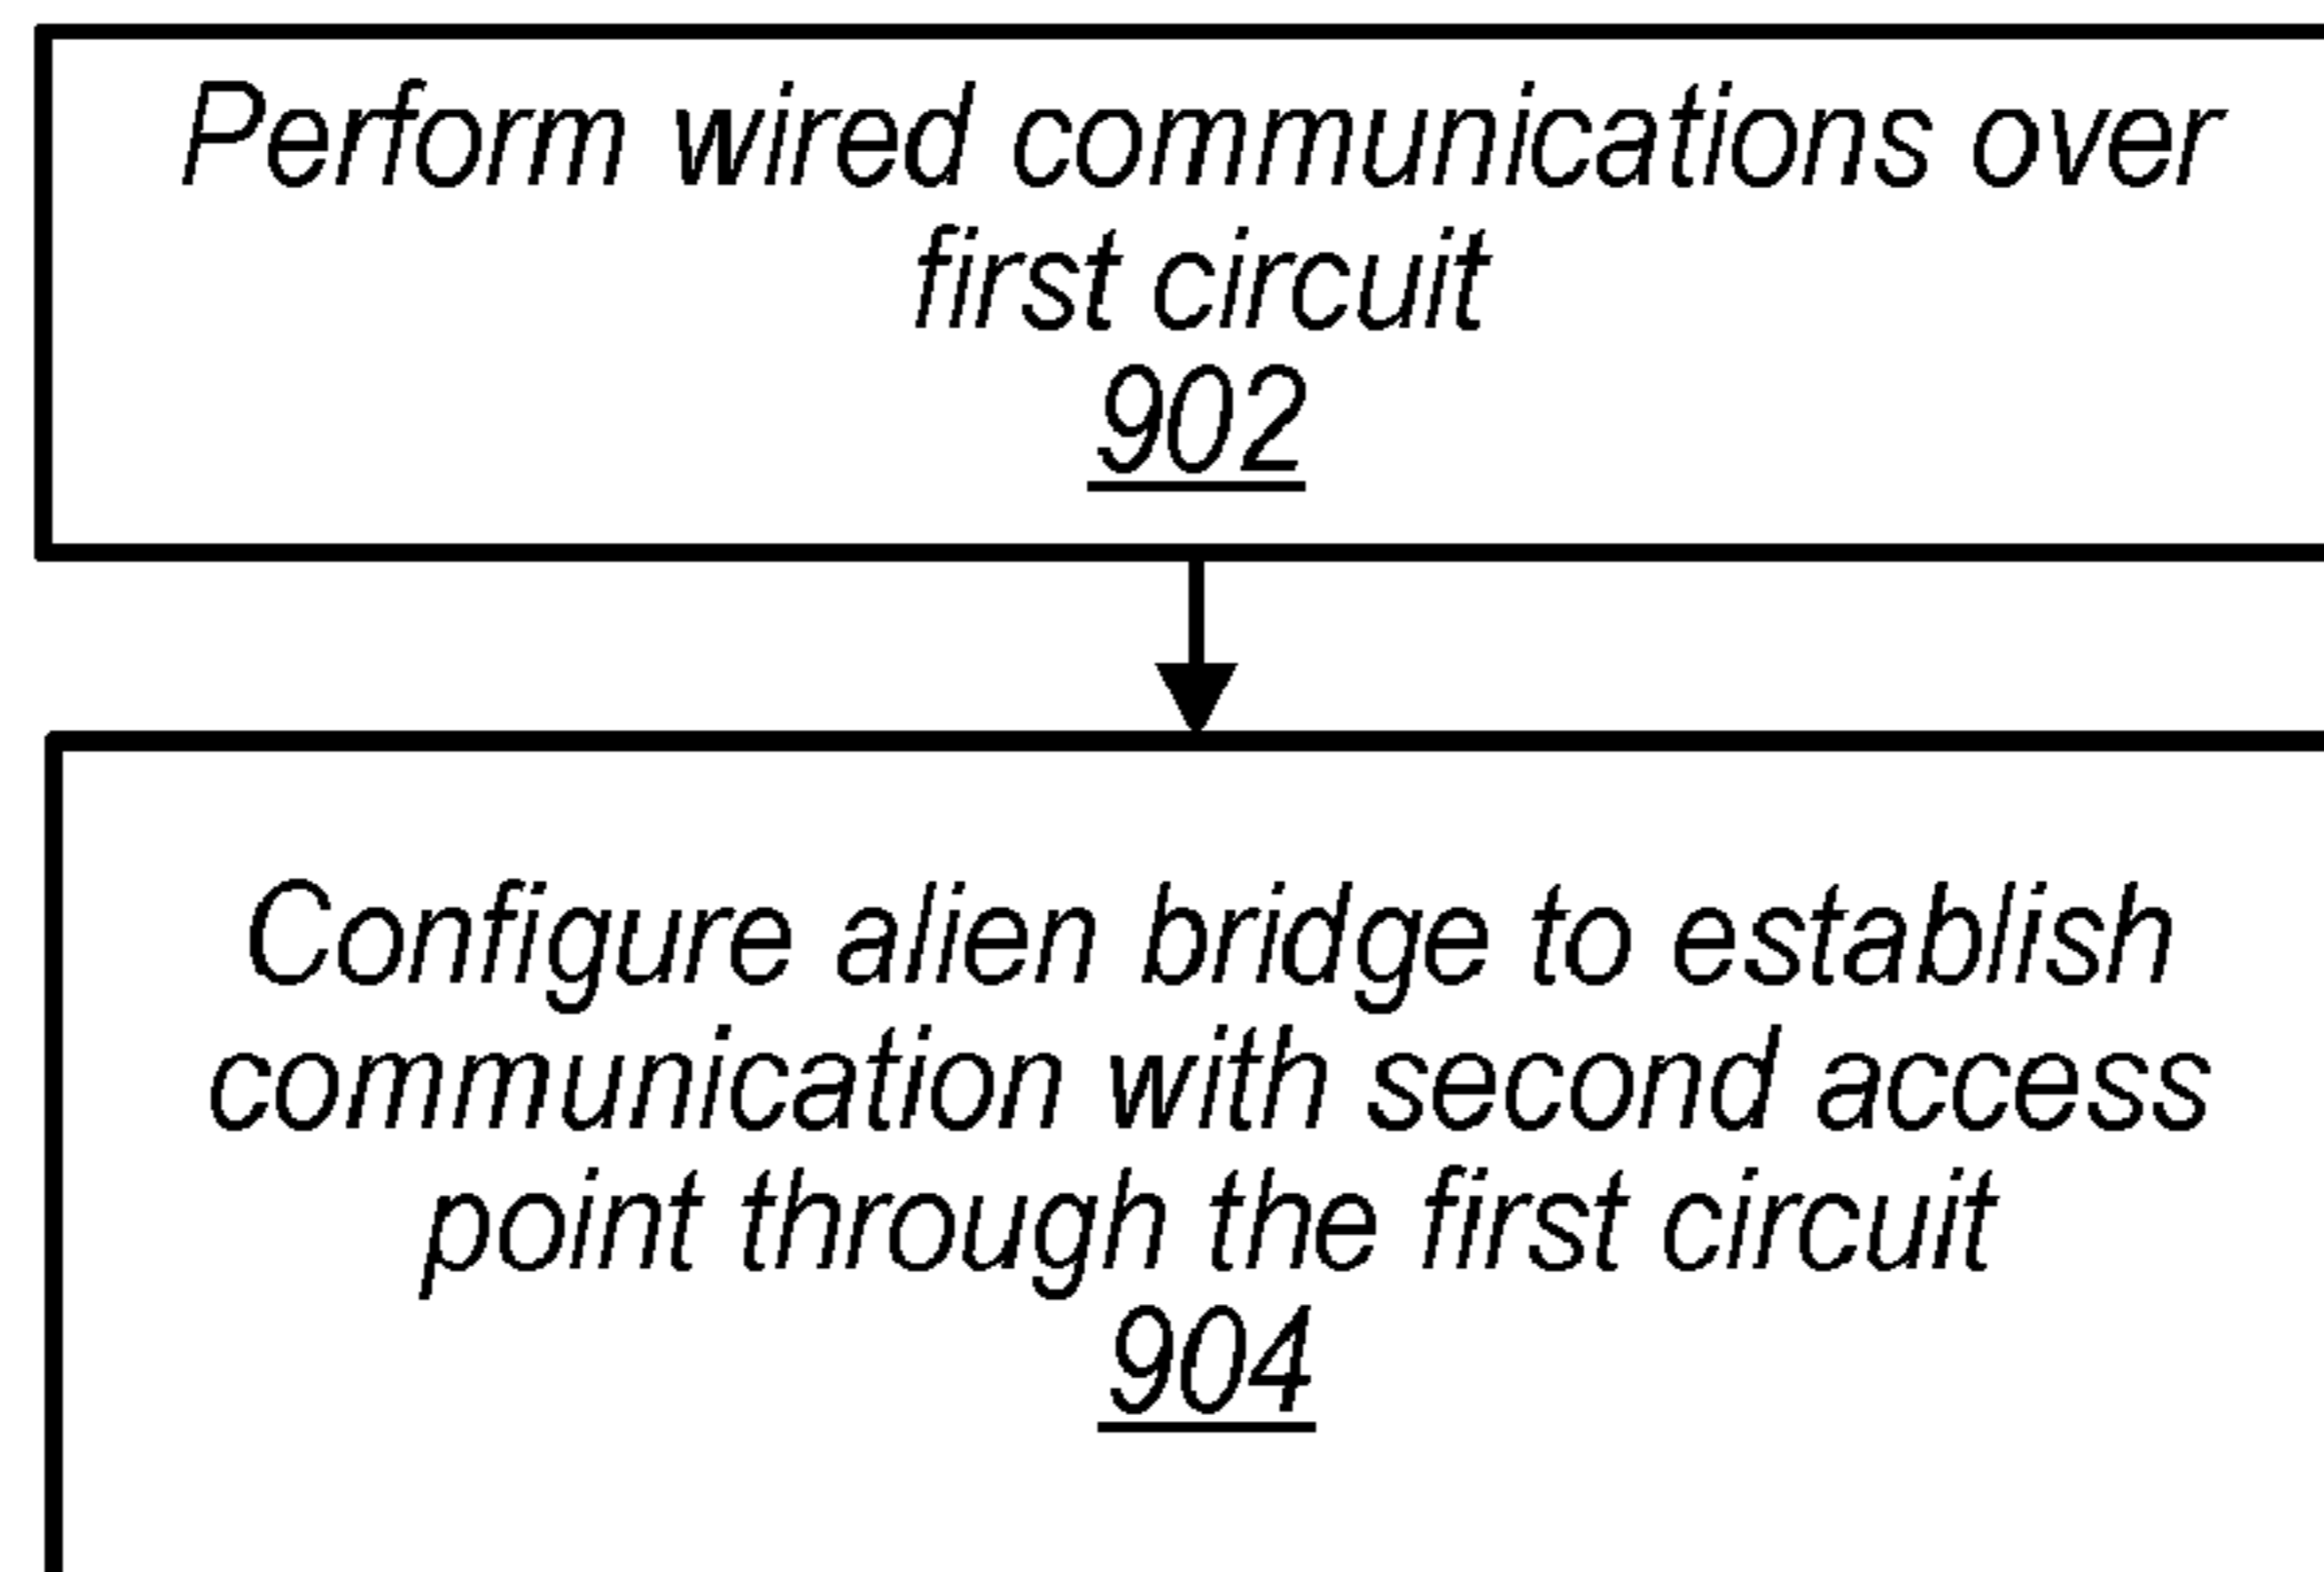 Perform wired communications over
first circuit
902
Configure alien bridge to establish
communication with second access
point through the first circuit
904